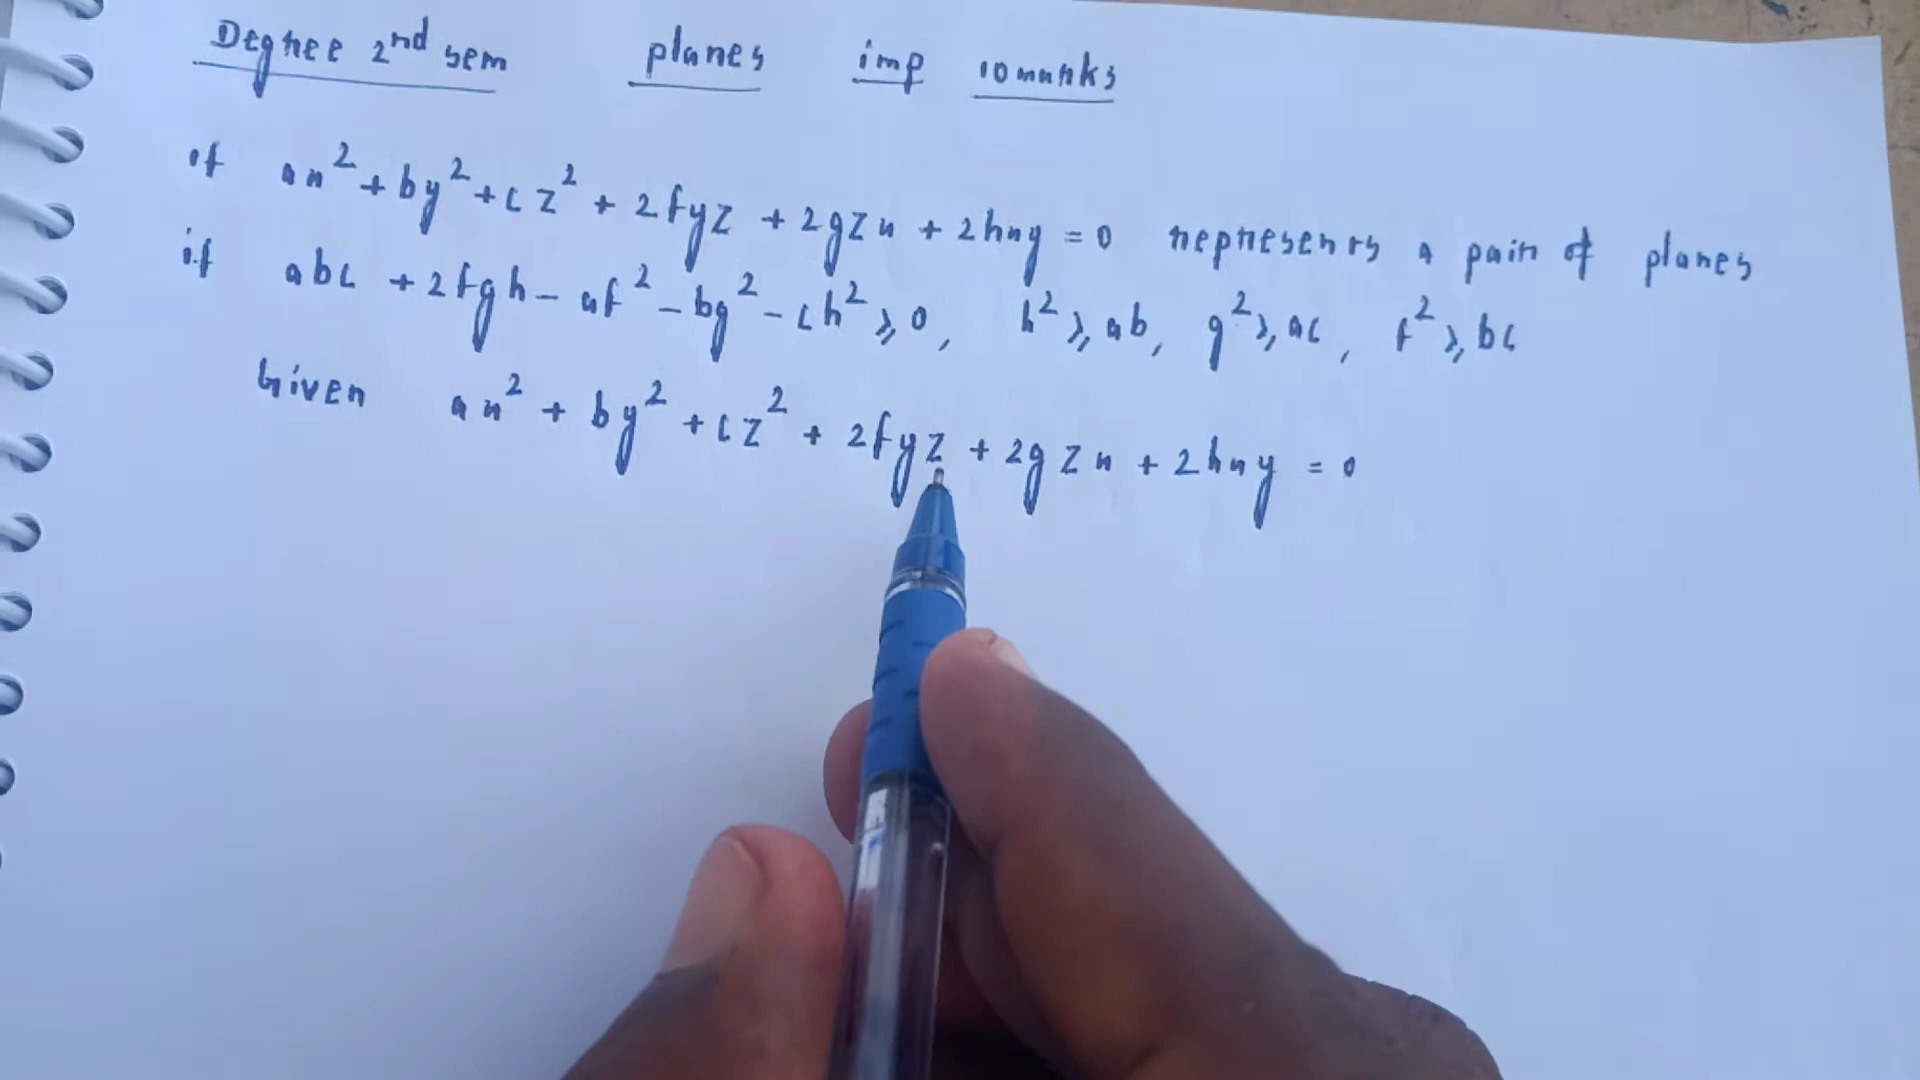 Degree 2nd sem planes imp 10 marks
if ax² + by² + cz² + 2fyz + 2gzx + 2hxy = 0 represents a pair of planes
if abc + 2fgh - af² - bg² - ch² ≥ 0, h² ≥ ab, g² ≥ ac, f² ≥ bc
Given ax² + by² + cz² + 2fyz + 2gzx + 2hxy = 0